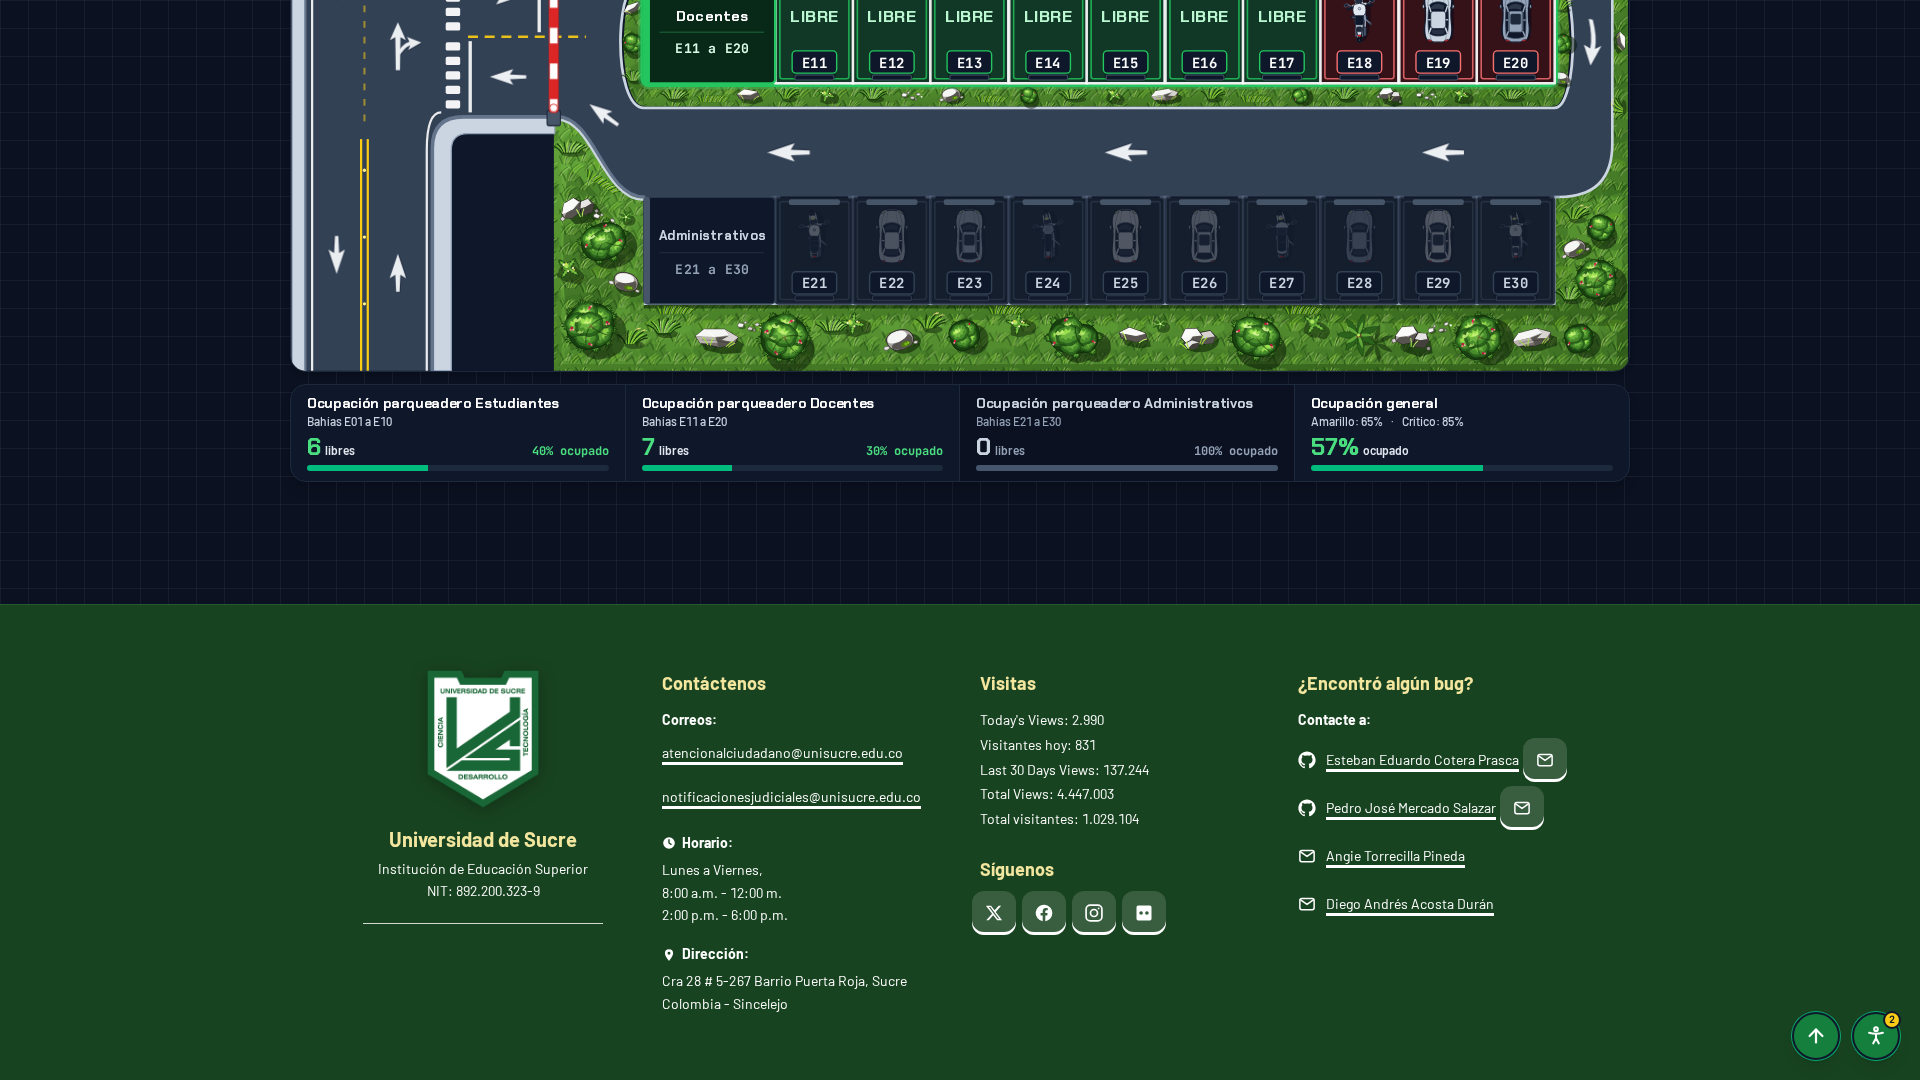 Docentes
E11 a E20
LIBRE LIBRE LIBRE LIBRE LIBRE LIBRE LIBRE
E11 E12 E13 E14 E15 E16 E17 E18 E19 E20
Administrativos
E21 a E30
E21 E22 E23 E24 E25 E26 E27 E28 E29 E30
Ocupación parqueadero Estudiantes
Bahías E01 a E10
6 libres
40% ocupado
Ocupación parqueadero Docentes
Bahías E11 a E20
7 libres
30% ocupado
Ocupación parqueadero Administrativos
Bahías E21 a E30
0 libres
100% ocupado
Ocupación general
Amarillo: 65% · Crítico: 85%
57% ocupado
UNIVERSIDAD DE SUCRE
CIENCIA
TECNOLOGÍA
DESARROLLO
Universidad de Sucre
Institución de Educación Superior
NIT: 892.200.323-9
Contáctenos
Correos:
atencionalciudadano@unisucre.edu.co
notificacionesjudiciales@unisucre.edu.co
Horario:
Lunes a Viernes,
8:00 a.m. - 12:00 m.
2:00 p.m. - 6:00 p.m.
Dirección:
Cra 28 # 5-267 Barrio Puerta Roja, Sucre
Colombia - Sincelejo
Visitas
Today's Views: 2.990
Visitantes hoy: 831
Last 30 Days Views: 137.244
Total Views: 4.447.003
Total visitantes: 1.029.104
Síguenos
¿Encontró algún bug?
Contacte a:
Esteban Eduardo Cotera Prasca
Pedro José Mercado Salazar
Angie Torrecilla Pineda
Diego Andrés Acosta Durán
2